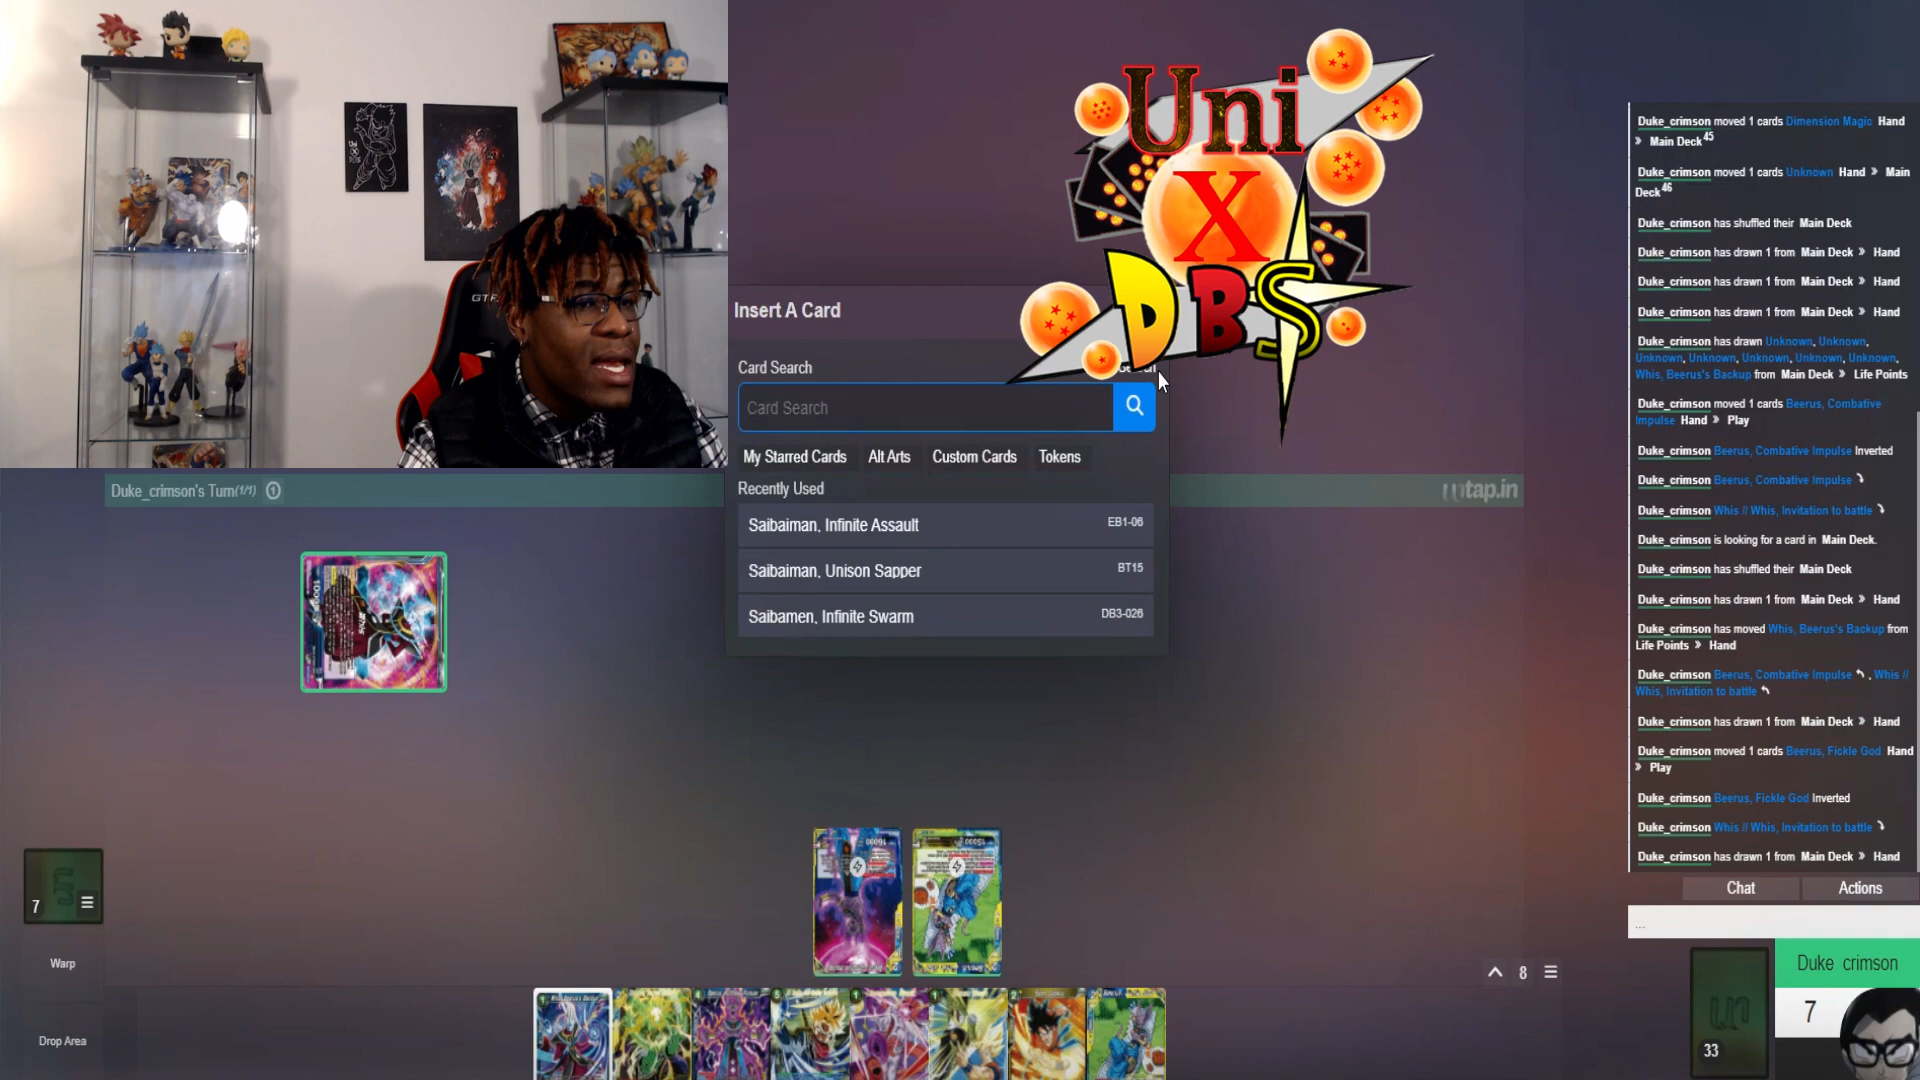 Uni
X
DBS
GT
Insert A Card
Card Search
Card Search
My Starred Cards
Alt Arts
Custom Cards
Tokens
Recently Used
Saibaiman, Infinite Assault
EB1-06
Saibaiman, Unison Sapper
BT15
Saibamen, Infinite Swarm
DB3-026
Duke_crimson's Turn(1/1) 1
untap.in
10000
16000
15000
7
Warp
Drop Area
8
Duke_crimson moved 1 cards Dimension Magic Hand
» Main Deck 45
Duke_crimson moved 1 cards Unknown Hand » Main
Deck 46
Duke_crimson has shuffled their Main Deck
Duke_crimson has drawn 1 from Main Deck » Hand
Duke_crimson has drawn 1 from Main Deck » Hand
Duke_crimson has drawn 1 from Main Deck » Hand
Duke_crimson has drawn Unknown, Unknown,
Unknown, Unknown, Unknown, Unknown, Unknown,
Whis, Beerus's Backup from Main Deck » Life Points
Duke_crimson moved 1 cards Beerus, Combative
Impulse Hand » Play
Duke_crimson Beerus, Combative Impulse Inverted
Duke_crimson Beerus, Combative Impulse
Duke_crimson Whis // Whis, Invitation to battle
Duke_crimson is looking for a card in Main Deck.
Duke_crimson has shuffled their Main Deck
Duke_crimson has drawn 1 from Main Deck » Hand
Duke_crimson has moved Whis, Beerus's Backup from
Life Points » Hand
Duke_crimson Beerus, Combative Impulse , Whis //
Whis, Invitation to battle
Duke_crimson has drawn 1 from Main Deck » Hand
Duke_crimson moved 1 cards Beerus, Fickle God Hand
» Play
Duke_crimson Beerus, Fickle God Inverted
Duke_crimson Whis // Whis, Invitation to battle
Duke_crimson has drawn 1 from Main Deck » Hand
Chat
Actions
...
Duke crimson
7
33